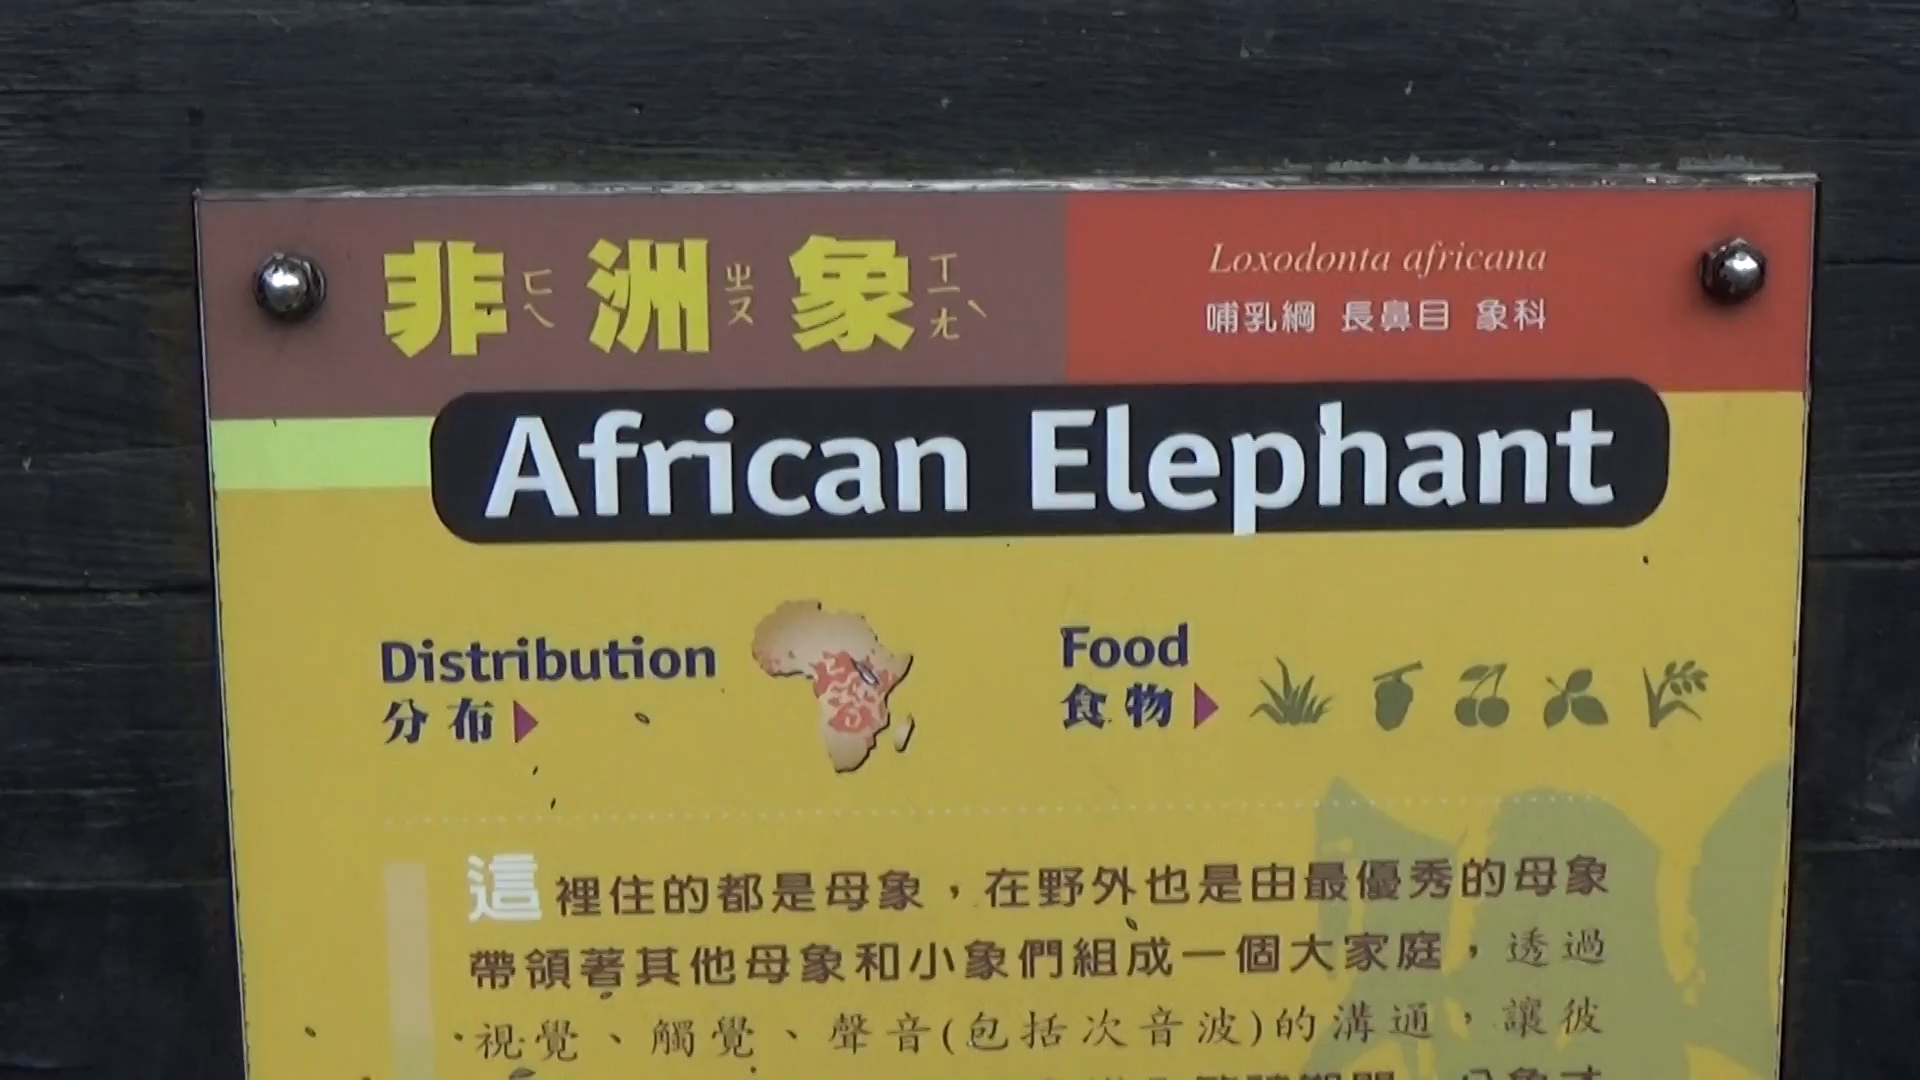 非洲象
ㄈㄟ ㄓㄡ ㄒㄧㄤˋ
Loxodonta africana
哺乳綱 長鼻目 象科
African Elephant
Distribution
分布
Food
食物
這裡住的都是母象，在野外也是由最優秀的母象
帶領著其他母象和小象們組成一個大家庭，透過
視覺、觸覺、聲音(包括次音波)的溝通，讓彼